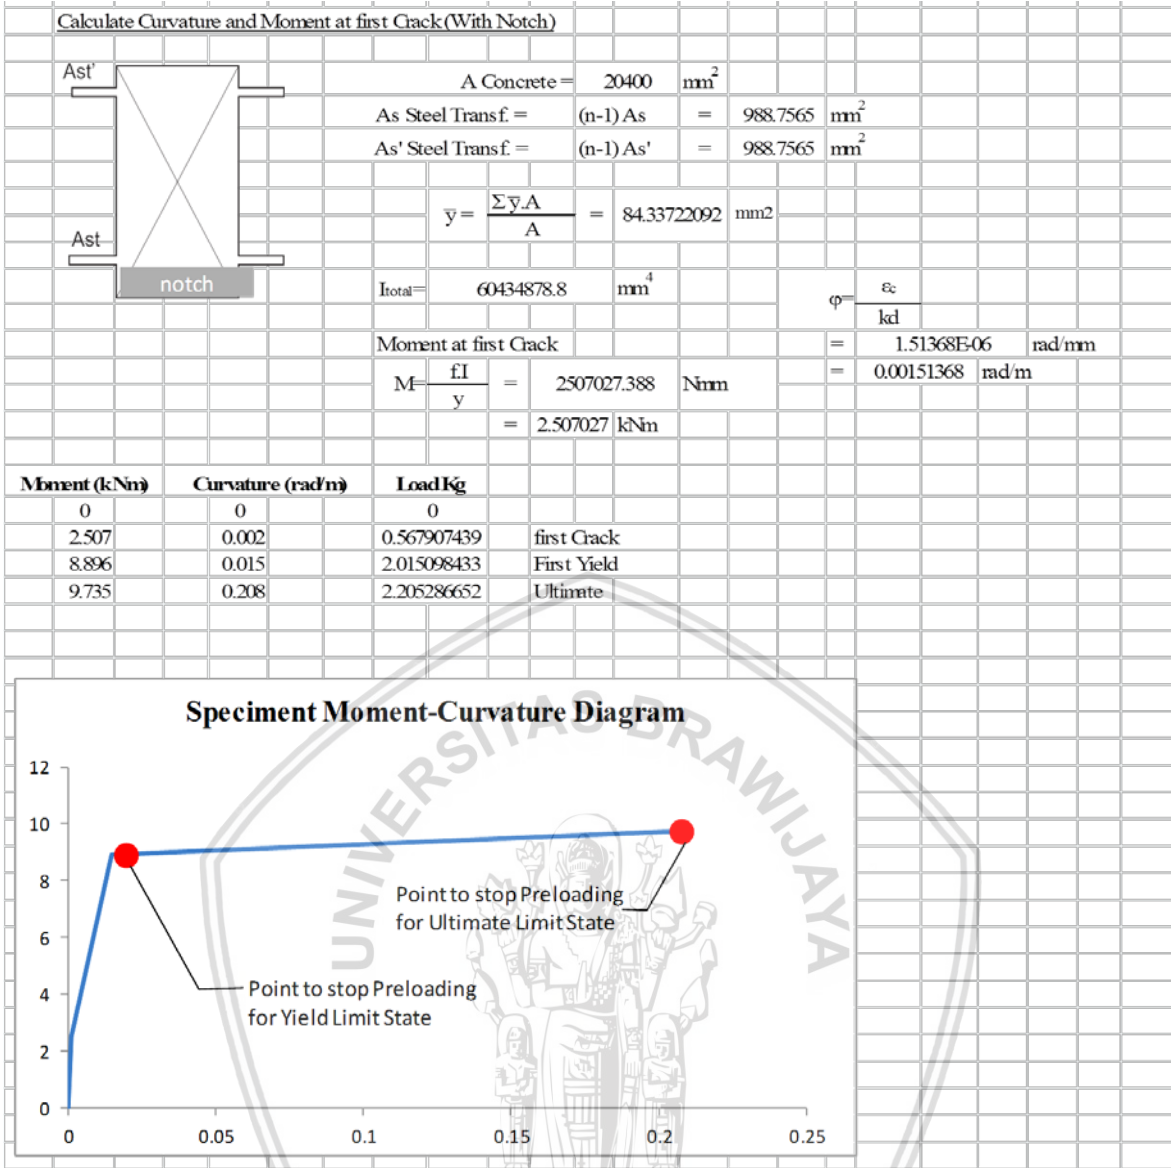 Calculate Curvature and Moment at first Crack (With Notch)
Ast'
A Concrete = 20400 mm²
As Steel Transf. = (n-1) As = 988.7565 mm²
As' Steel Transf. = (n-1) As' = 988.7565 mm²
y̅ = Σy̅.A / A = 84.33722092 mm2
Ast
notch
Itotal = 60434878.8 mm⁴
φ= εc / kd
Moment at first Crack
= 1.51368E-06 rad/mm
= 0.00151368 rad/m
M= f.I / y = 2507027.388 Nmm
= 2.507027 kNm
Moment (kNm) Curvature (rad/m) Load Kg
0 0 0
2.507 0.002 0.567907439 first Crack
8.896 0.015 2.015098433 First Yield
9.735 0.208 2.205286652 Ultimate
Speciment Moment-Curvature Diagram
UNIVERSITAS BRAWIJAYA
12
10
8
6
4
2
0
Point to stop Preloading
for Ultimate Limit State
Point to stop Preloading
for Yield Limit State
0 0.05 0.1 0.15 0.2 0.25